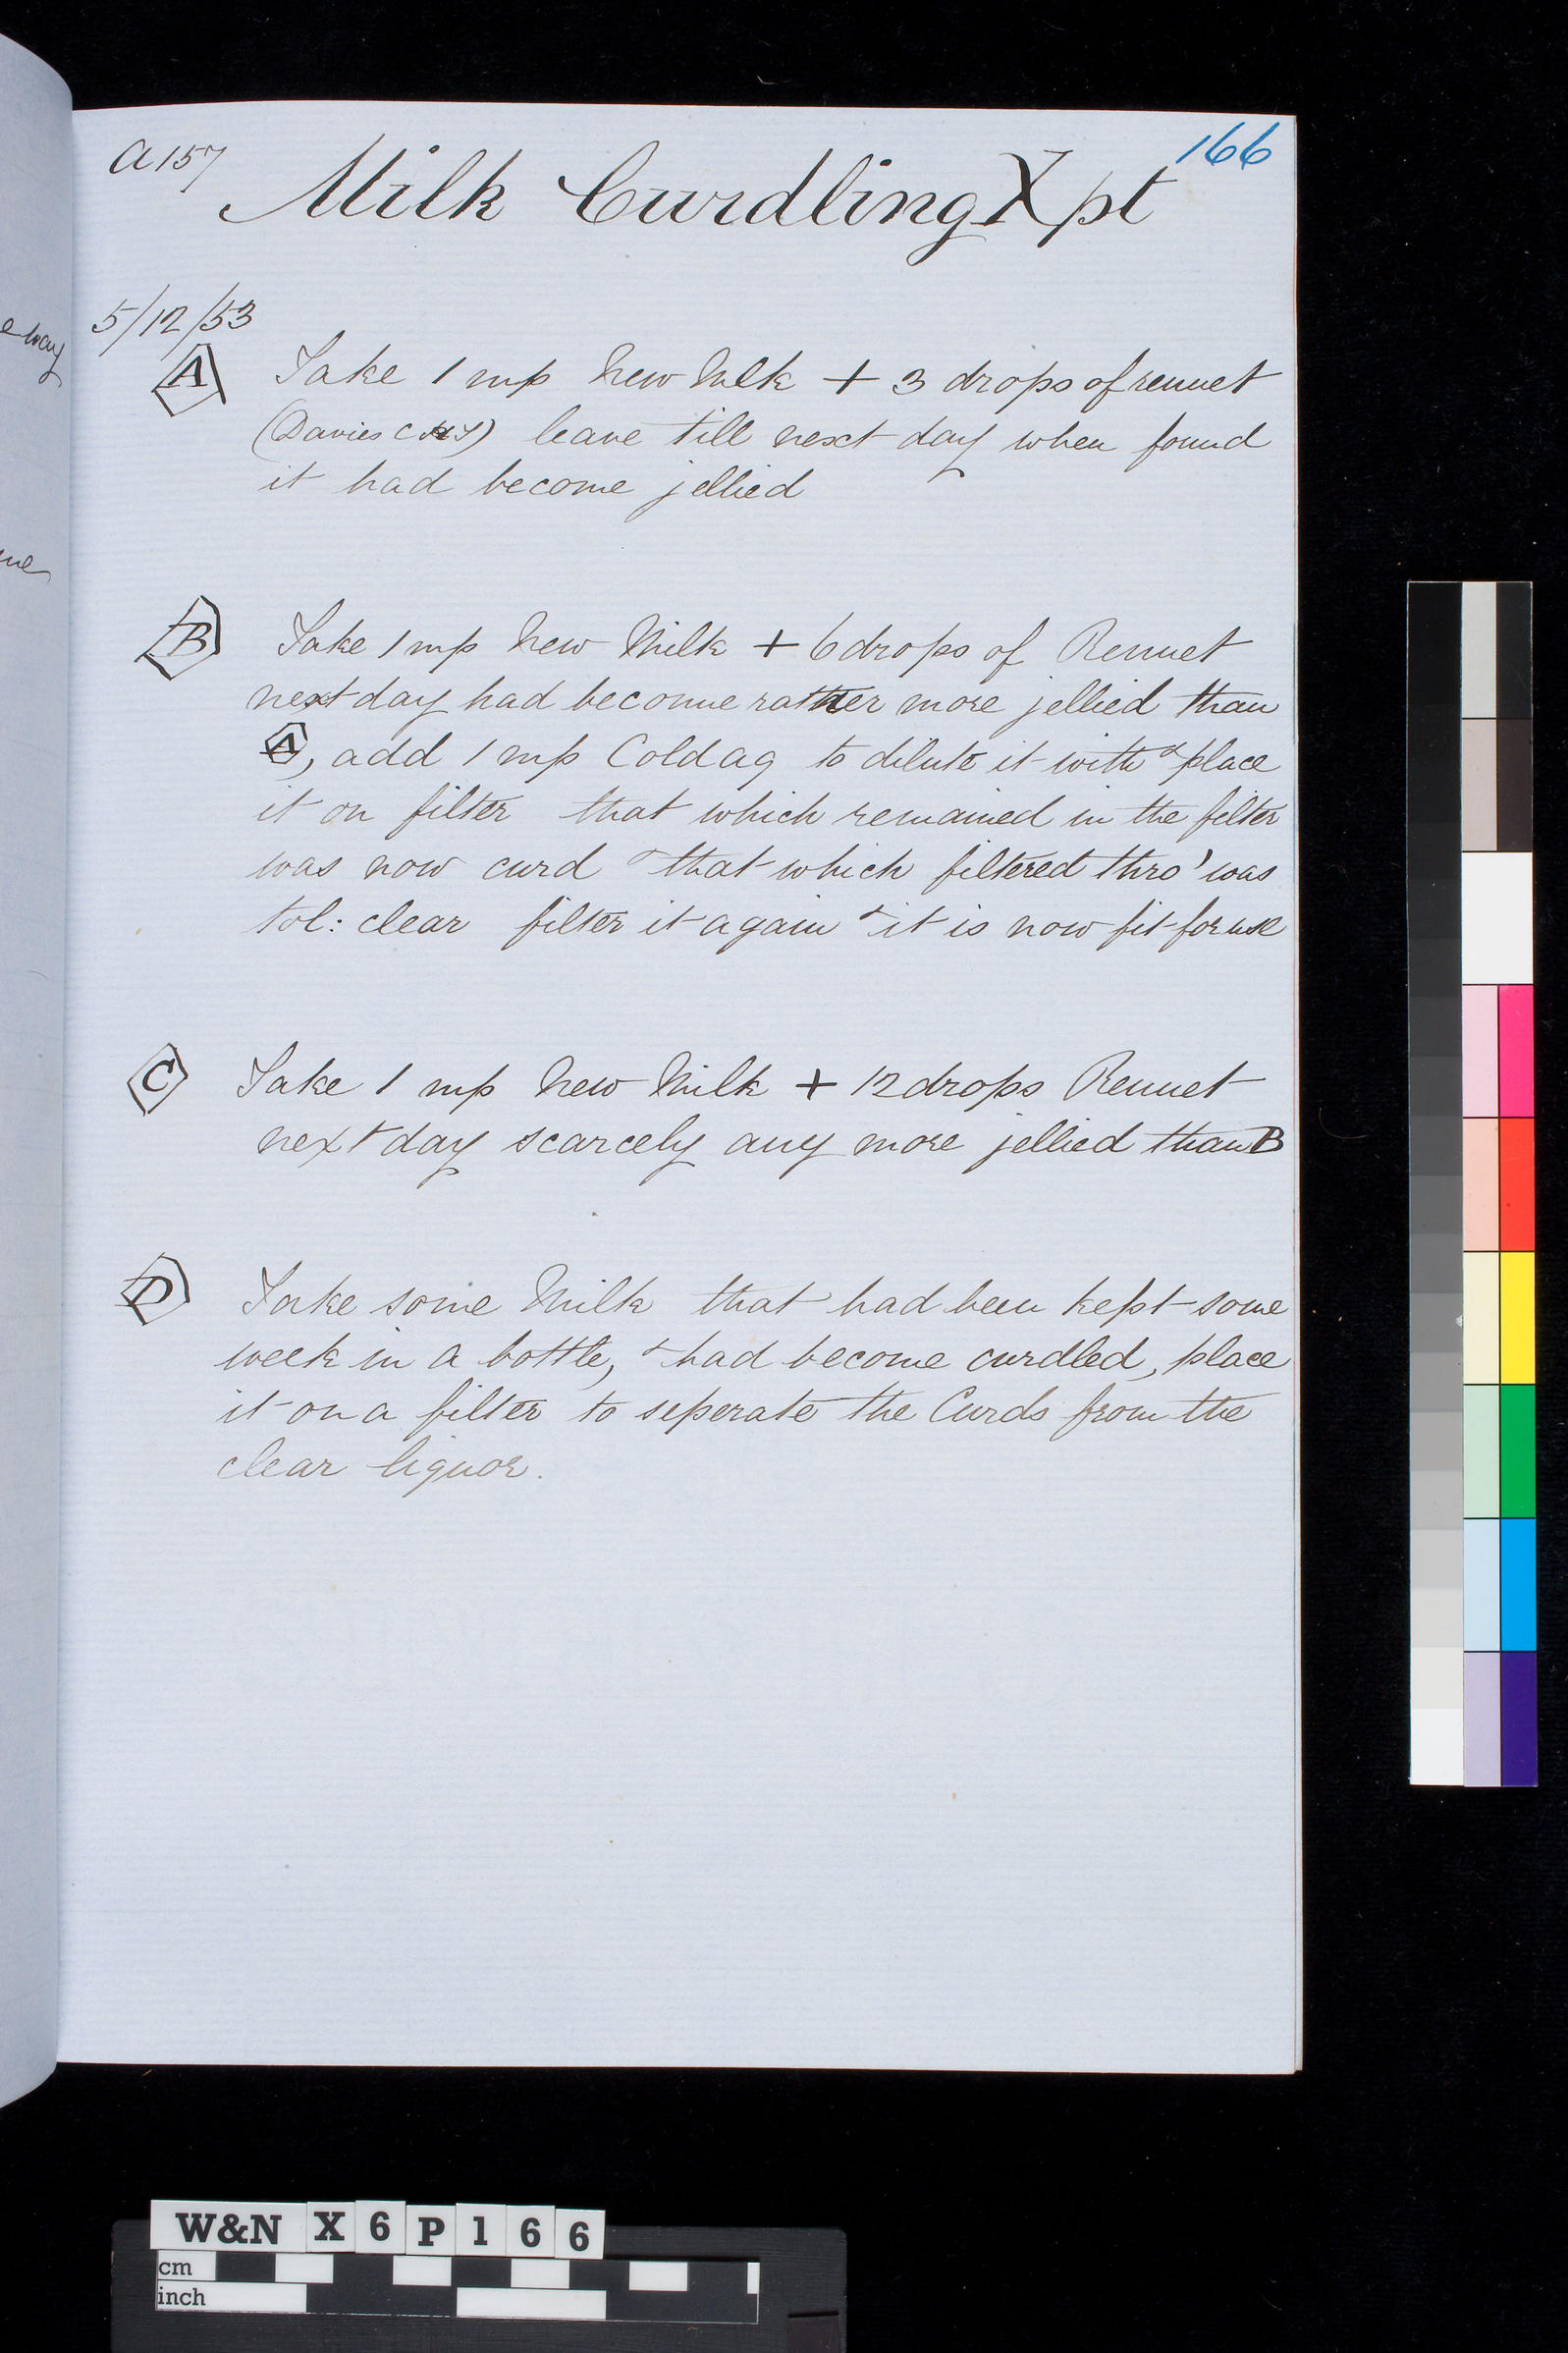 a 157
166
Milk Curdling Xpt
5/12/53
e way
A Take 1 mp New Milk + 3 drops of rennet
(Davies leave till next day when found
it had become jellied
B Take 1 mp New Milk + 6 drops of Rennet
next day had become rather more jellied than
A, add 1 mp Cold aq to dilute it with & place
it on filter that which remained in the filter
was now curd & that which filtered thro' was
tol: clear filter it again & it is now fit for use
C Take 1 mp New Milk + 12 drops Rennet
next day scarcely any more jellied than B
D Take some Milk that had been kept some
week in a bottle, & had become curdled, place
it on a filter to seperate the Curds from the
clear liquor.
W&N X 6 P 1 6 6
cm
inch